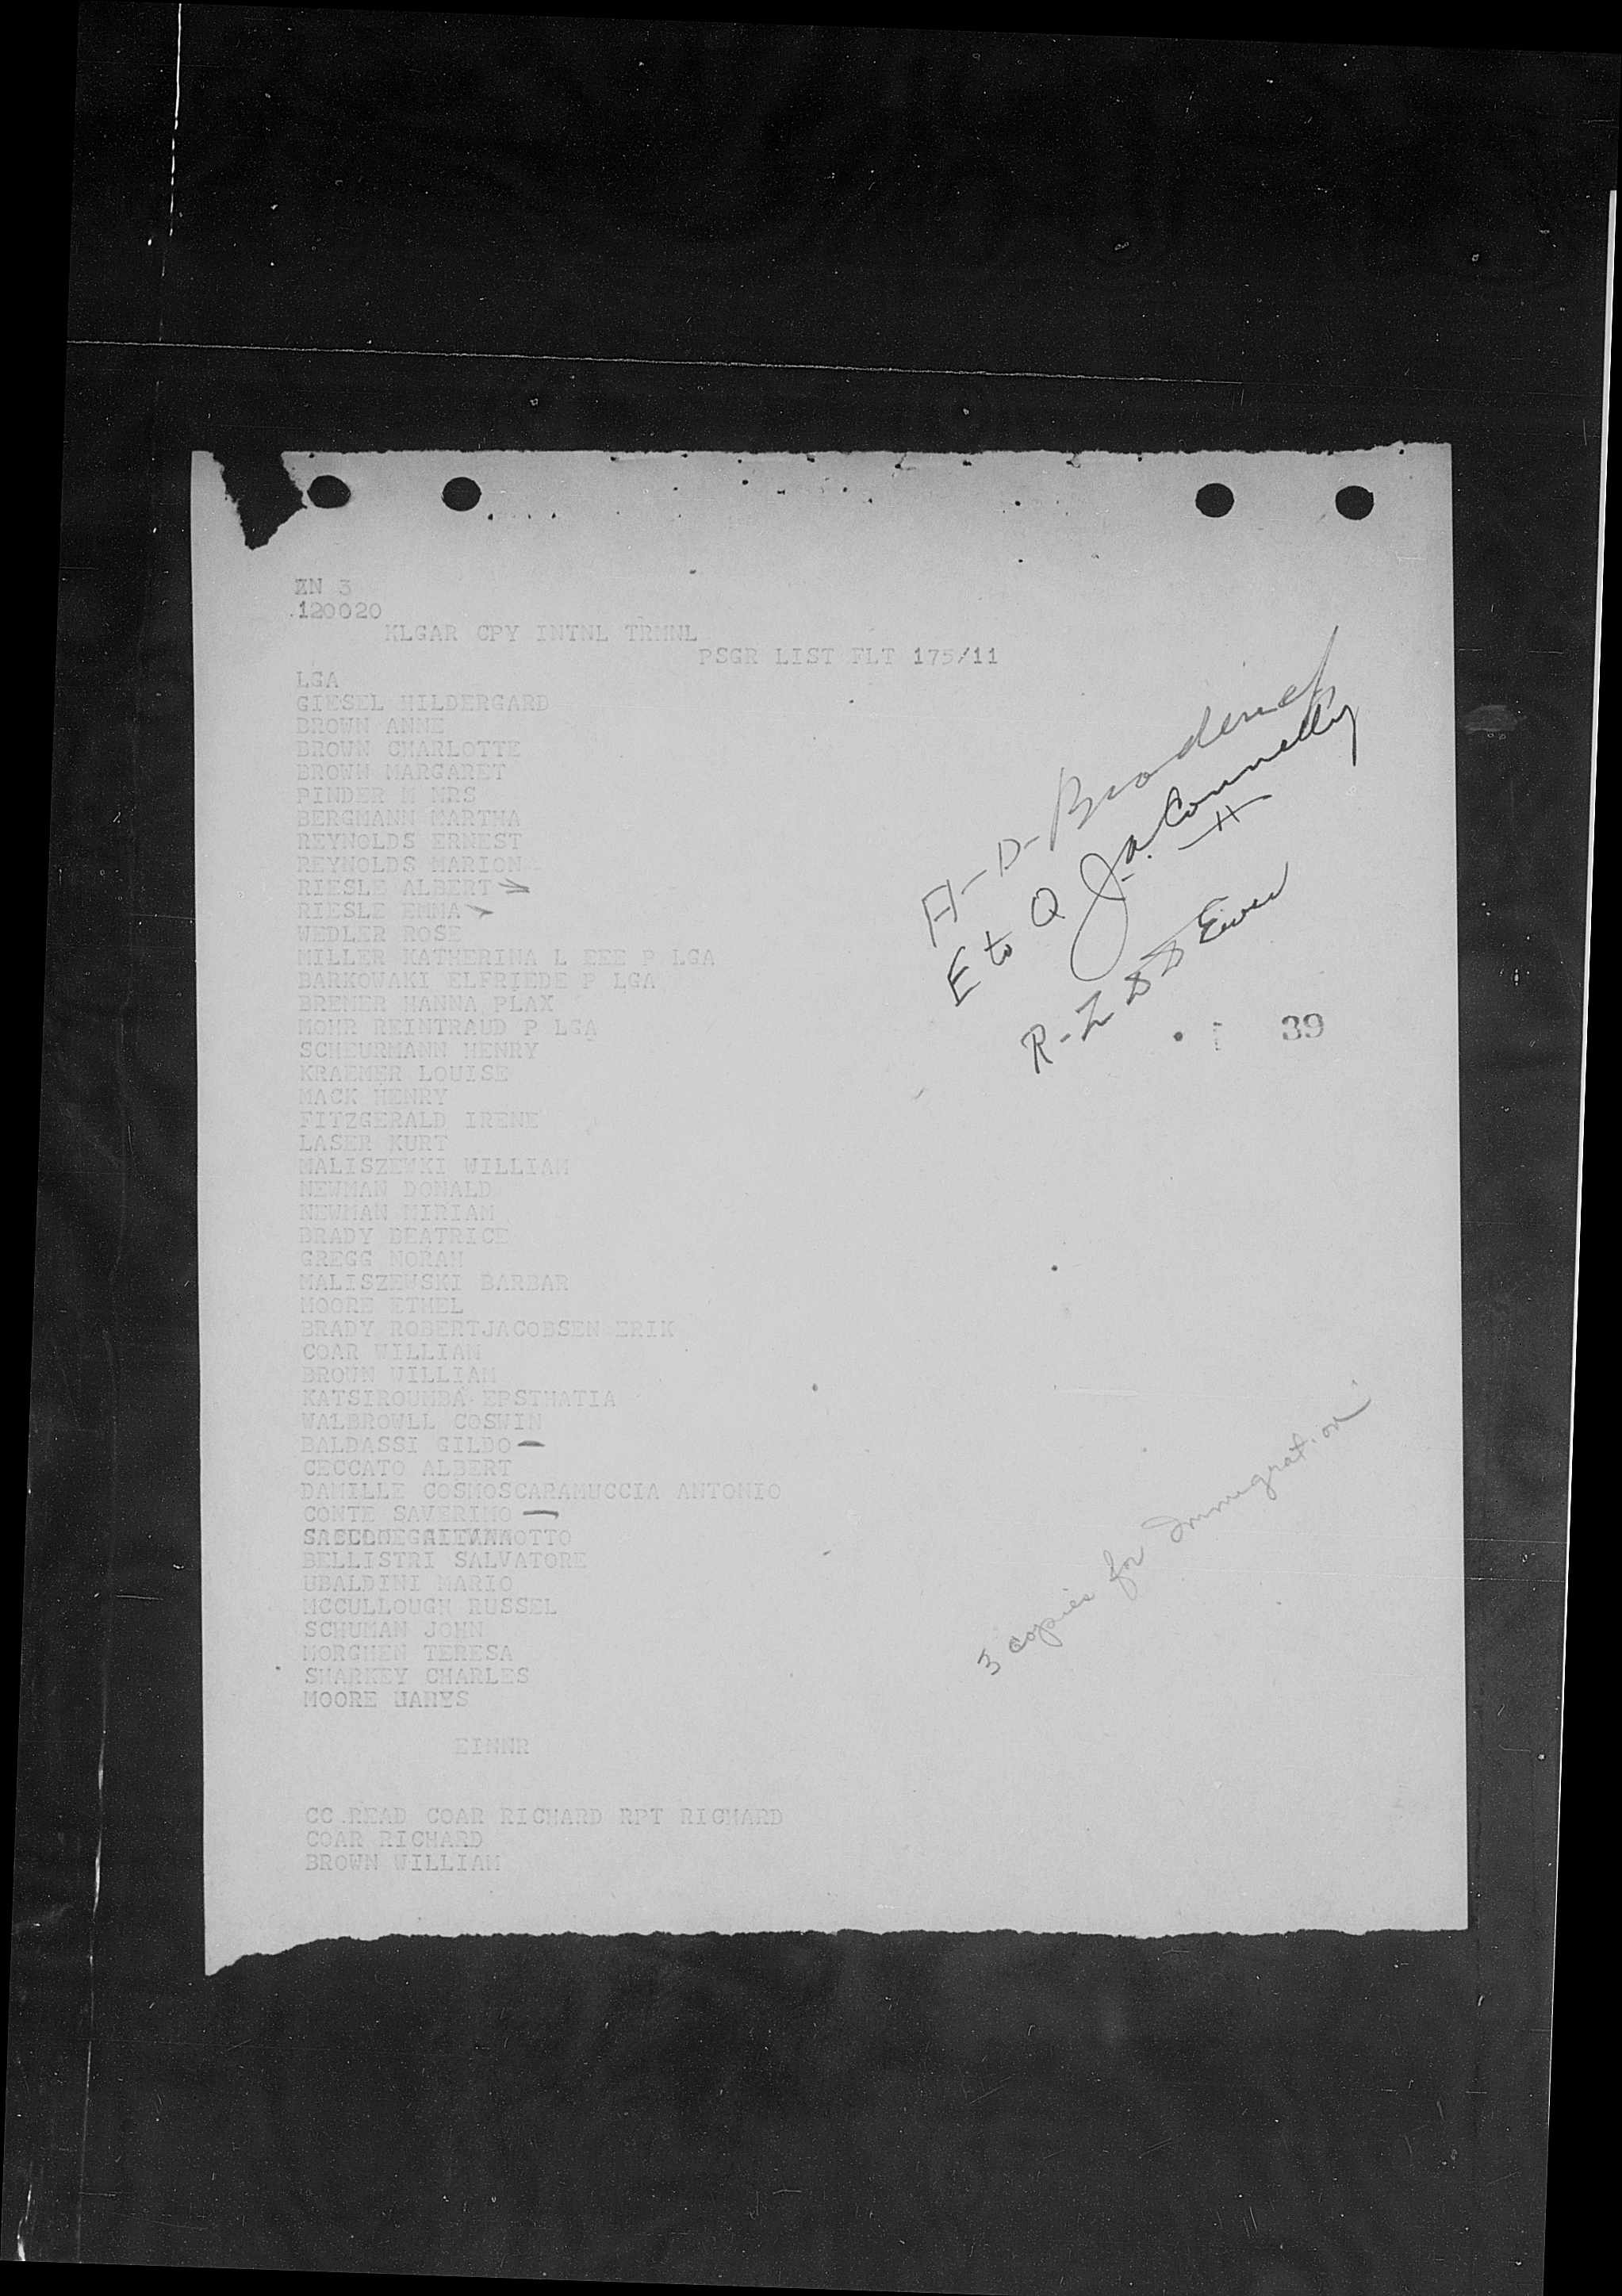 ZN 3
.120020
KLGAR CPY INTNL TRMNL
PSGR LIST FLT 175/11
LGA
GIESEL HILDERGARD
BROWN ANNE
BROWN CHARLOTTE
BROWN MARGARET
PINDER M MRS
BERGMANN MARTHA
REYNOLDS ERNEST
REYNOLDS MARION
RIESLE ALBERT
RIESLE EMMA
WEDLER ROSE
MILLER KATHERINA L EEE P LGA
BARKOWAKI ELFRIEDE P LGA
BREMER HANNA PLAX
MOHR REINTRAUD P LGA
SCHEURMANN HENRY
KRAEMER LOUISE
MACK HENRY
FITZGERALD IRENE
LASER KURT
MALISZEWKI WILLIAM
NEWMAN DONALD
NEWMAN MIRIAM
BRADY BEATRICE
GREGG NORAH
MALISZEWSKI BARBAR
MOORE ETHEL
BRADY ROBERTJACOBSEN ERIK
COAR WILLIAM
BROWN WILLIAM
KATSIROUMBA EPSTHATIA
WALBROWLL COSWIN
BALDASSI GILDO
CECCATO ALBERT
DAMILLE COSMOSCARAMUCCIA ANTONIO
CONTE SAVERINO
OTTO
BELLISTRI SALVATORE
UBALDINI MARIO
MCCULLOUGH RUSSEL
SCHUMAN JOHN
MORGHEN TERESA
SHARKEY CHARLES
MOORE
EINNR
CC READ COAR RICHARD RPT RICHARD
COAR RICHARD
BROWN WILLIAM
A-D-
E to Q J.A. Connelly
R-Z
39
3 copies for Immigration